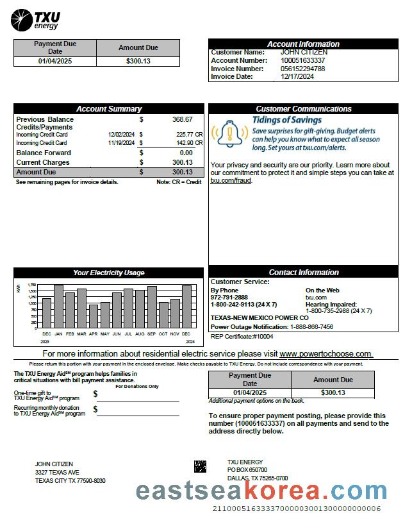 TXU
energy
Payment Due
Date
Amount Due
01/04/2025
$300.13
Account Information
Customer Name: JOHN CITIZEN
Account Number: 100051633337
Invoice Number: 056152294788
Invoice Date: 12/17/2024
Account Summary
Previous Balance $ 368.67
Credits/Payments
Incoming Credit Card 12/02/2024 $ 225.77 CR
Incoming Credit Card 11/19/2024 $ 142.90 CR
Balance Forward $ 0.00
Current Charges $ 300.13
Amount Due $ 300.13
See remaining pages for invoice details. Note: CR = Credit
Customer Communications
Tidings of Savings
Save surprises for gift-giving. Budget alerts
can help you know what to expect all season
long. Set yours at txu.com/alerts.
Your privacy and security are our priority. Learn more about
our commitment to protect it and simple steps you can take at
txu.com/fraud.
Your Electricity Usage
DEC JAN FEB MAR APR MAY JUN JUL AUG SEP OCT NOV DEC
2023 2024
Contact Information
Customer Service:
By Phone
972-791-2888
1-800-242-9113 (24 X 7)
On the Web
txu.com
Hearing Impaired:
1-800-735-2988 (24 X 7)
TEXAS-NEW MEXICO POWER CO
Power Outage Notification: 1-888-866-7456
REP Certificate:#10004
For more information about residential electric service please visit www.powertochoose.com
Please return this portion with your payment in the enclosed envelope. Make checks payable to TXU Energy. Do not include correspondence with your payment.
The TXU Energy Aid℠ program helps families in
critical situations with bill payment assistance.
For Donations Only
One-time gift to
TXU Energy Aid℠ program $
Recurring monthly donation
to TXU Energy Aid℠ program $
Payment Due
Date
Amount Due
01/04/2025
$300.13
Additional payment options on the back.
To ensure proper payment posting, please provide this
number (100051633337) on all payments and send to the
address directly below.
JOHN CITIZEN
3327 TEXAS AVE
TEXAS CITY TX 77590-8030
TXU ENERGY
PO BOX 650700
DALLAS, TX 75265-0700
eastseakorea.com